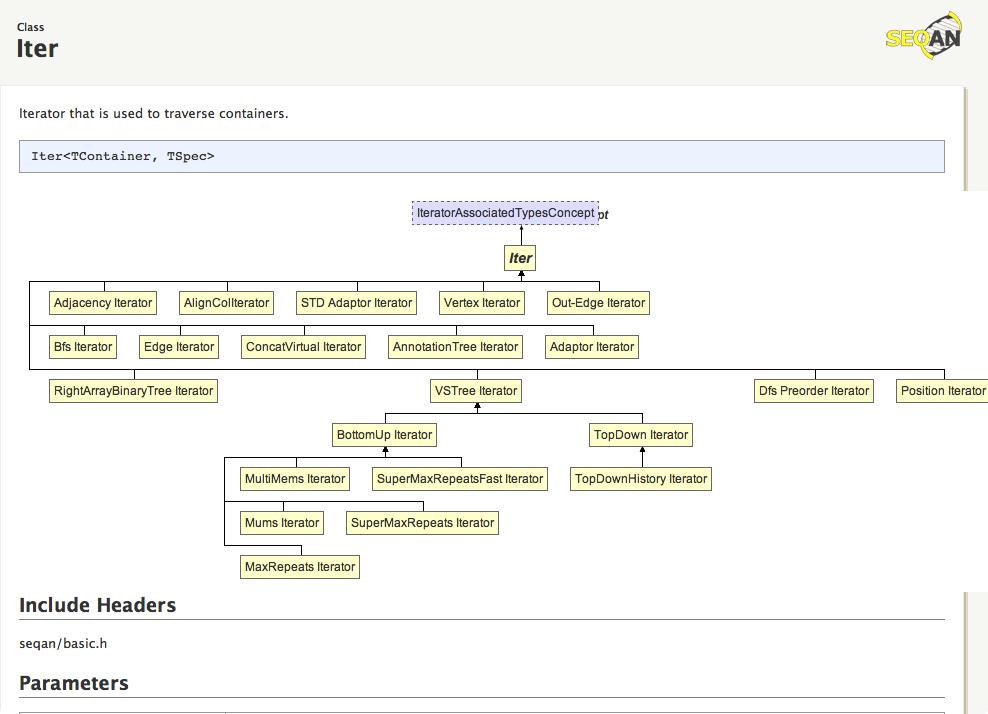 Class
Iter
SEQAN
Iterator that is used to traverse containers.
Iter<TContainer, TSpec>
IteratorAssociatedTypesConcept pt
Iter
Adjacency Iterator AlignColIterator STD Adaptor Iterator Vertex Iterator Out-Edge Iterator
Bfs Iterator Edge Iterator ConcatVirtual Iterator AnnotationTree Iterator Adaptor Iterator
RightArrayBinaryTree Iterator VSTree Iterator Dfs Preorder Iterator Position Iterator
BottomUp Iterator TopDown Iterator
MultiMems Iterator SuperMaxRepeatsFast Iterator TopDownHistory Iterator
Mums Iterator SuperMaxRepeats Iterator
MaxRepeats Iterator
Include Headers
seqan/basic.h
Parameters